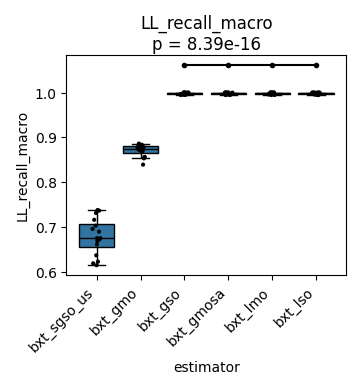 LL_recall_macro
p = 8.39e-16
LL_recall_macro
1.0
0.9
0.8
0.7
0.6
bxt_sgso_us
bxt_gmo
bxt_gso
bxt_gmosa
bxt_lmo
bxt_lso
estimator